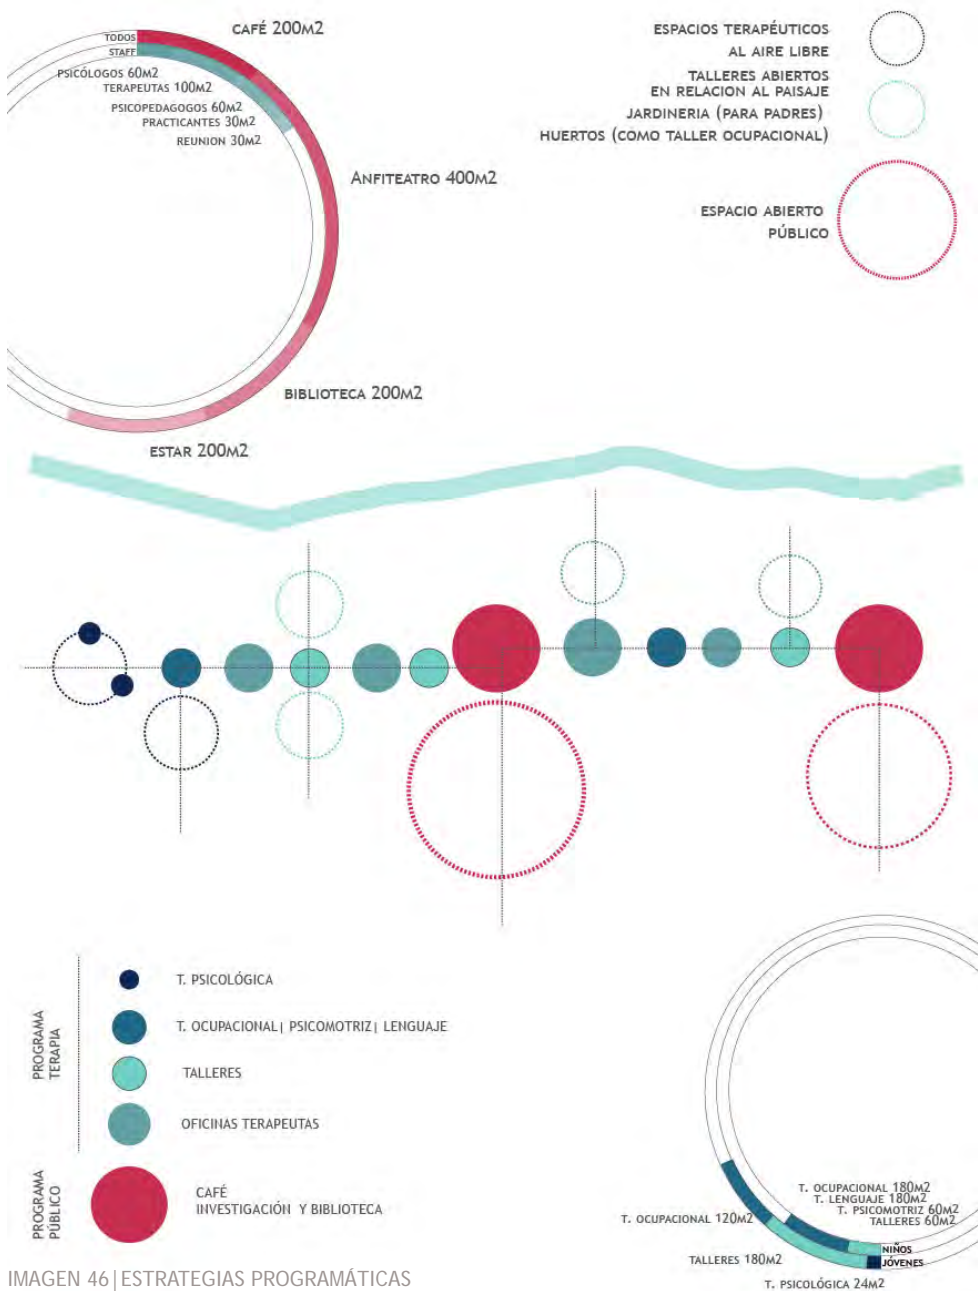 CAFÉ 200M2
TODOS
STAFF
PSICÓLOGOS 60M2
TERAPEUTAS 100M2
PSICOPEDAGOGOS 60M2
PRACTICANTES 30M2
REUNION 30M2
ANFITEATRO 400M2
BIBLIOTECA 200M2
ESTAR 200M2
ESPACIOS TERAPÉUTICOS
AL AIRE LIBRE
TALLERES ABIERTOS
EN RELACION AL PAISAJE
JARDINERIA (PARA PADRES)
HUERTOS (COMO TALLER OCUPACIONAL)
ESPACIO ABIERTO
PÚBLICO
PROGRAMA
TERAPIA
T. PSICOLÓGICA
T. OCUPACIONAL| PSICOMOTRIZ| LENGUAJE
TALLERES
OFICINAS TERAPEUTAS
PROGRAMA
PÚBLICO
CAFÉ
INVESTIGACIÓN Y BIBLIOTECA
T. OCUPACIONAL 180M2
T. LENGUAJE 180M2
T. PSICOMOTRIZ 60M2
TALLERES 60M2
T. OCUPACIONAL 120M2
NIÑOS
JÓVENES
TALLERES 180M2
T. PSICOLÓGICA 24M2
IMAGEN 46|ESTRATEGIAS PROGRAMÁTICAS